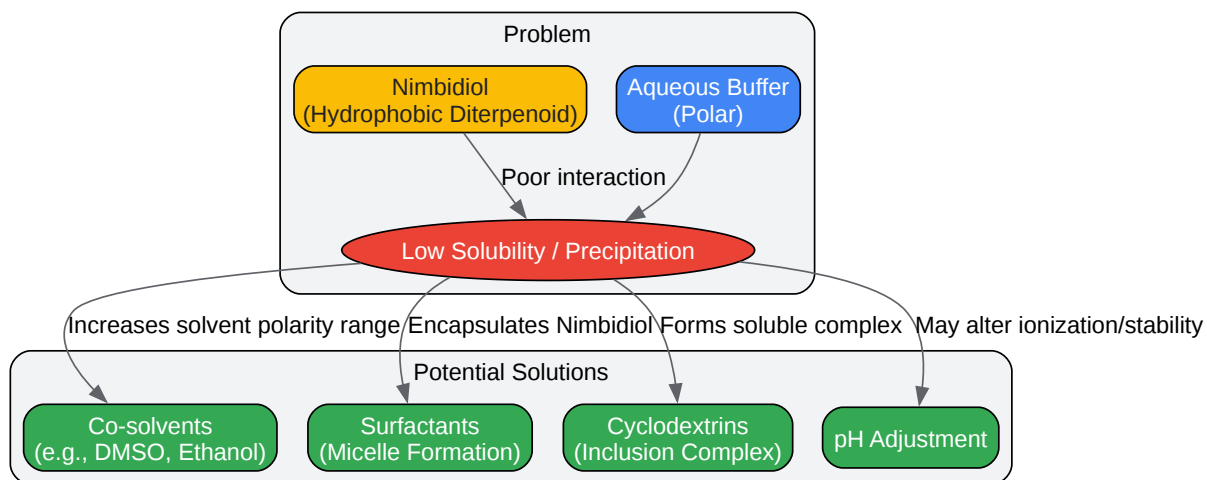 Problem
Nimbidiol
(Hydrophobic Diterpenoid)
Aqueous Buffer
(Polar)
Poor interaction
Low Solubility / Precipitation
Increases solvent polarity range
Encapsulates Nimbidiol
Forms soluble complex
May alter ionization/stability
Potential Solutions
Co-solvents
(e.g., DMSO, Ethanol)
Surfactants
(Micelle Formation)
Cyclodextrins
(Inclusion Complex)
pH Adjustment